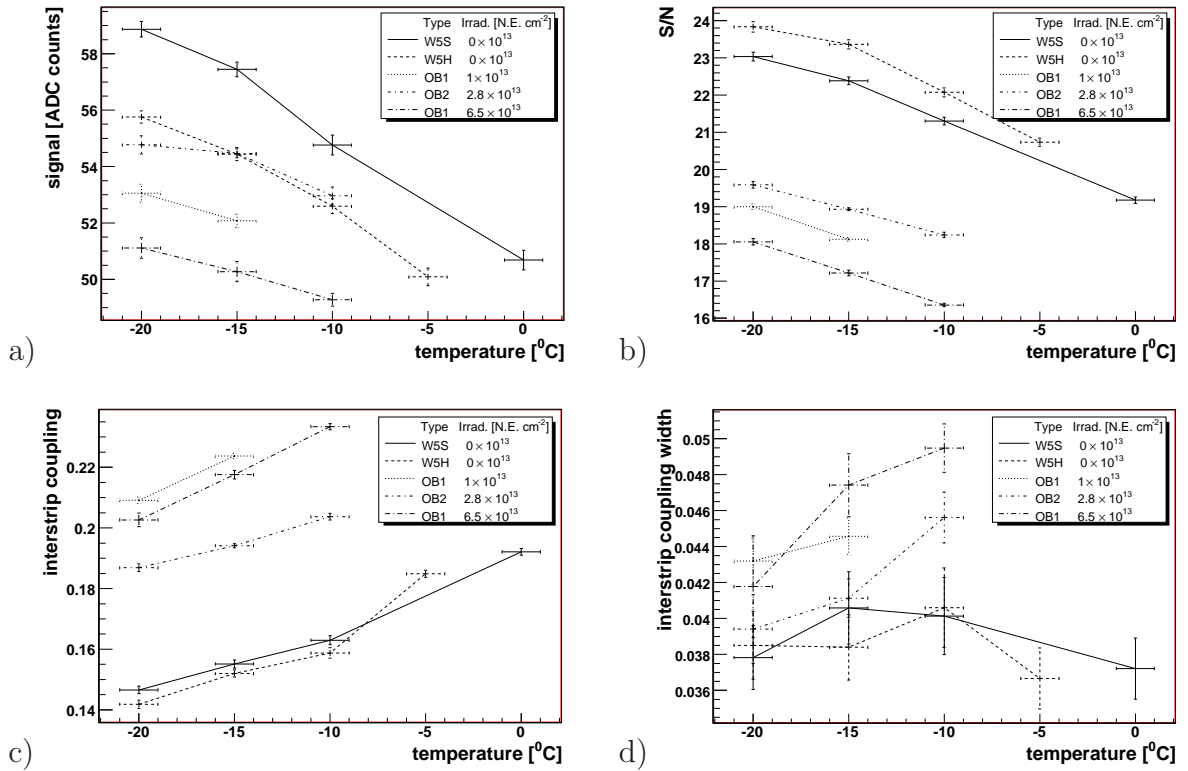 a)
signal [ADC counts]
58
56
54
52
50
-20 -15 -10 -5 0
temperature [⁰C]
Type Irrad. [N.E. cm⁻²]
W5S 0 × 10¹³
W5H 0 × 10¹³
OB1 1 × 10¹³
OB2 2.8 × 10¹³
OB1 6.5 × 10¹³
b)
S/N
24
23
22
21
20
19
18
17
16
-20 -15 -10 -5 0
temperature [⁰C]
Type Irrad. [N.E. cm⁻²]
W5S 0 × 10¹³
W5H 0 × 10¹³
OB1 1 × 10¹³
OB2 2.8 × 10¹³
OB1 6.5 × 10¹³
c)
interstrip coupling
0.22
0.2
0.18
0.16
0.14
-20 -15 -10 -5 0
temperature [⁰C]
Type Irrad. [N.E. cm⁻²]
W5S 0 × 10¹³
W5H 0 × 10¹³
OB1 1 × 10¹³
OB2 2.8 × 10¹³
OB1 6.5 × 10¹³
d)
interstrip coupling width
0.05
0.048
0.046
0.044
0.042
0.04
0.038
0.036
-20 -15 -10 -5 0
temperature [⁰C]
Type Irrad. [N.E. cm⁻²]
W5S 0 × 10¹³
W5H 0 × 10¹³
OB1 1 × 10¹³
OB2 2.8 × 10¹³
OB1 6.5 × 10¹³